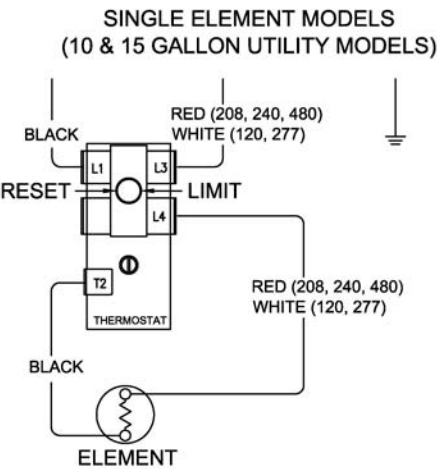 SINGLE ELEMENT MODELS
(10 & 15 GALLON UTILITY MODELS)
RED (208, 240, 480)
BLACK
WHITE (120, 277)
L1
L3
RESET
LIMIT
L4
T2
RED (208, 240, 480)
WHITE (120, 277)
THERMOSTAT
BLACK
ELEMENT